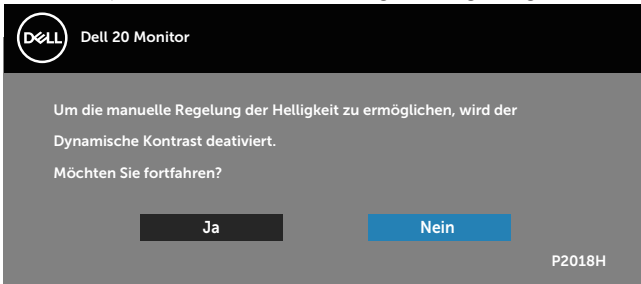 DELL
Dell 20 Monitor
Um die manuelle Regelung der Helligkeit zu ermöglichen, wird der
Dynamische Kontrast deativiert.
Möchten Sie fortfahren?
Ja Nein
P2018H